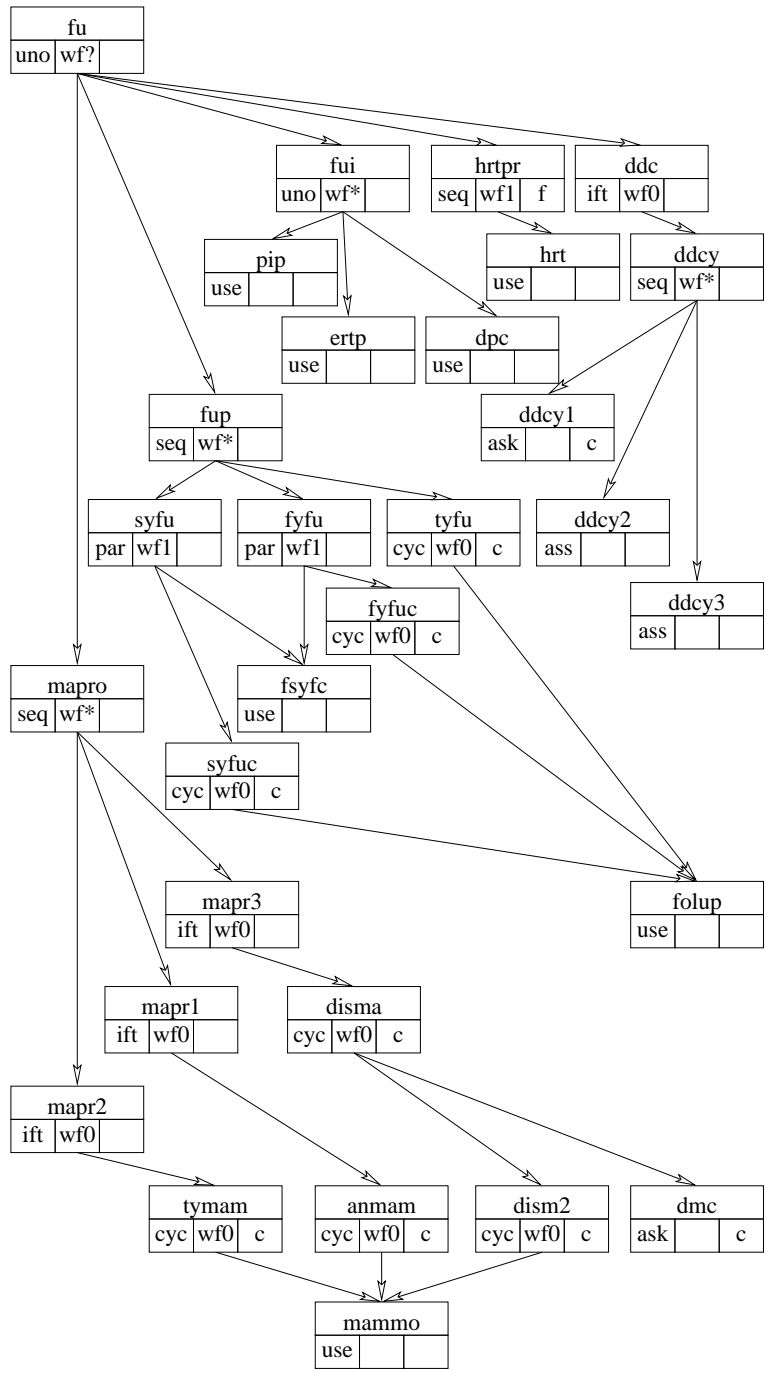 fu
uno wf?
fui hrtpr ddc
uno wf* seq wf1 f ift wf0
pip hrt ddcy
use use seq wf*
ertp dpc
use use
fup ddcy1
seq wf* ask c
syfu fyfu tyfu ddcy2
par wf1 par wf1 cyc wf0 c ass
fyfuc ddcy3
cyc wf0 c ass
mapro fsyfc
seq wf* use
syfuc
cyc wf0 c
mapr3 folup
ift wf0 use
mapr1 disma
ift wf0 cyc wf0 c
mapr2
ift wf0
tymam anmam dism2 dmc
cyc wf0 c cyc wf0 c cyc wf0 c ask c
mammo
use